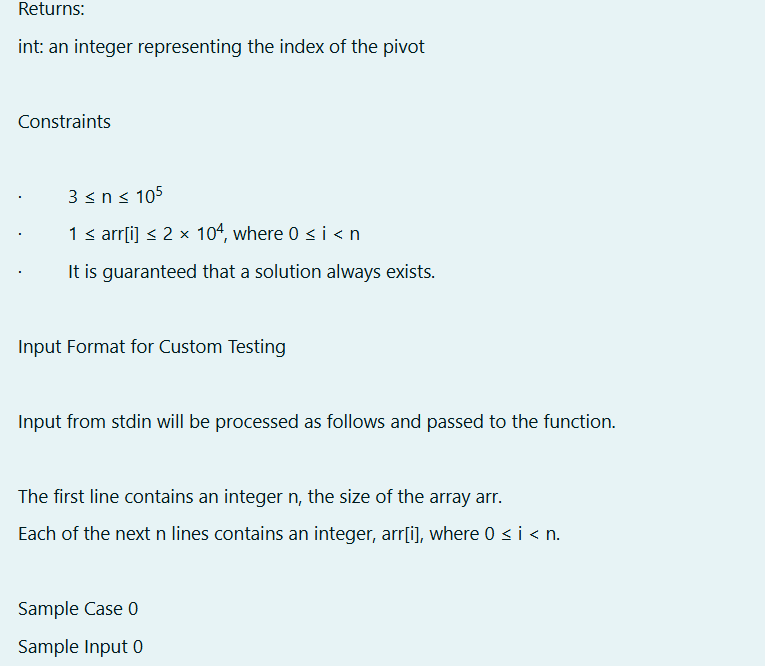 Returns:
int: an integer representing the index of the pivot
Constraints
· 3 ≤ n ≤ 10⁵
· 1 ≤ arr[i] ≤ 2 × 10⁴, where 0 ≤ i < n
· It is guaranteed that a solution always exists.
Input Format for Custom Testing
Input from stdin will be processed as follows and passed to the function.
The first line contains an integer n, the size of the array arr.
Each of the next n lines contains an integer, arr[i], where 0 ≤ i < n.
Sample Case 0
Sample Input 0